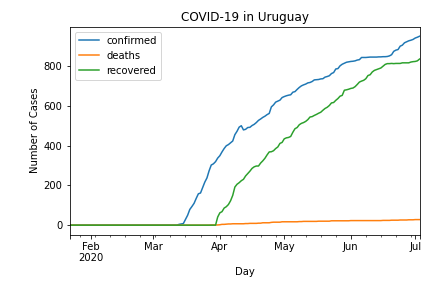 COVID-19 in Uruguay
confirmed
deaths
recovered
Number of Cases
800
600
400
200
0
Feb
2020
Mar
Apr
May
Jun
Jul
Day